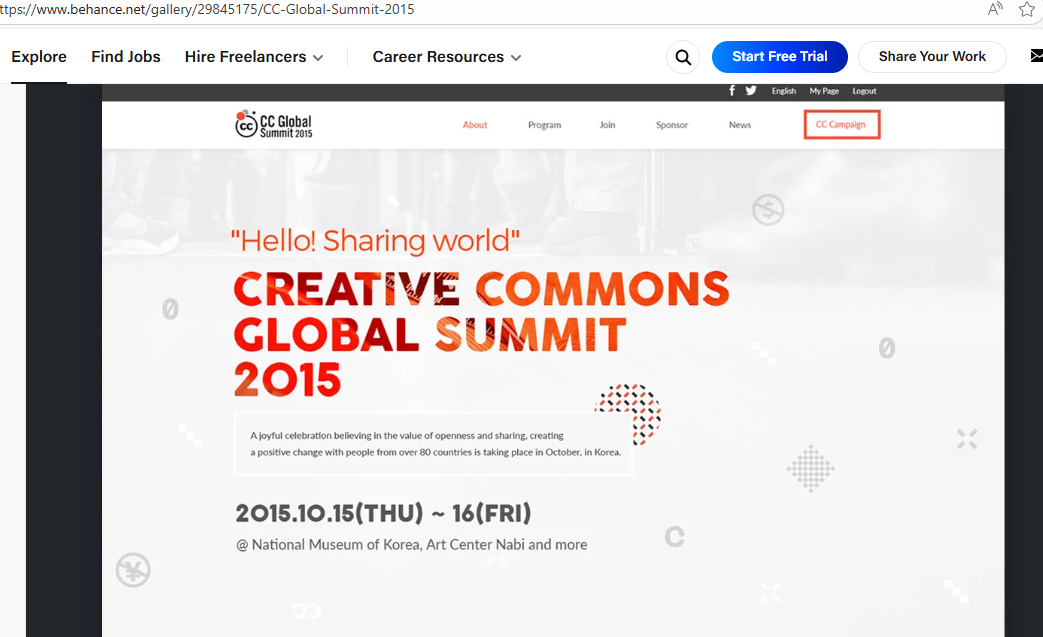 ttps://www.behance.net/gallery/29845175/CC-Global-Summit-2015
Explore Find Jobs Hire Freelancers Career Resources Start Free Trial Share Your Work
English My Page Logout
CC Global
Summit 2015
About Program Join Sponsor News CC Campaign
"Hello! Sharing world"
CREATIVE COMMONS
GLOBAL SUMMIT
2015
A joyful celebration believing in the value of openness and sharing, creating
a positive change with people from over 80 countries is taking place in October, in Korea.
2015.10.15(THU) ~ 16(FRI)
@ National Museum of Korea, Art Center Nabi and more